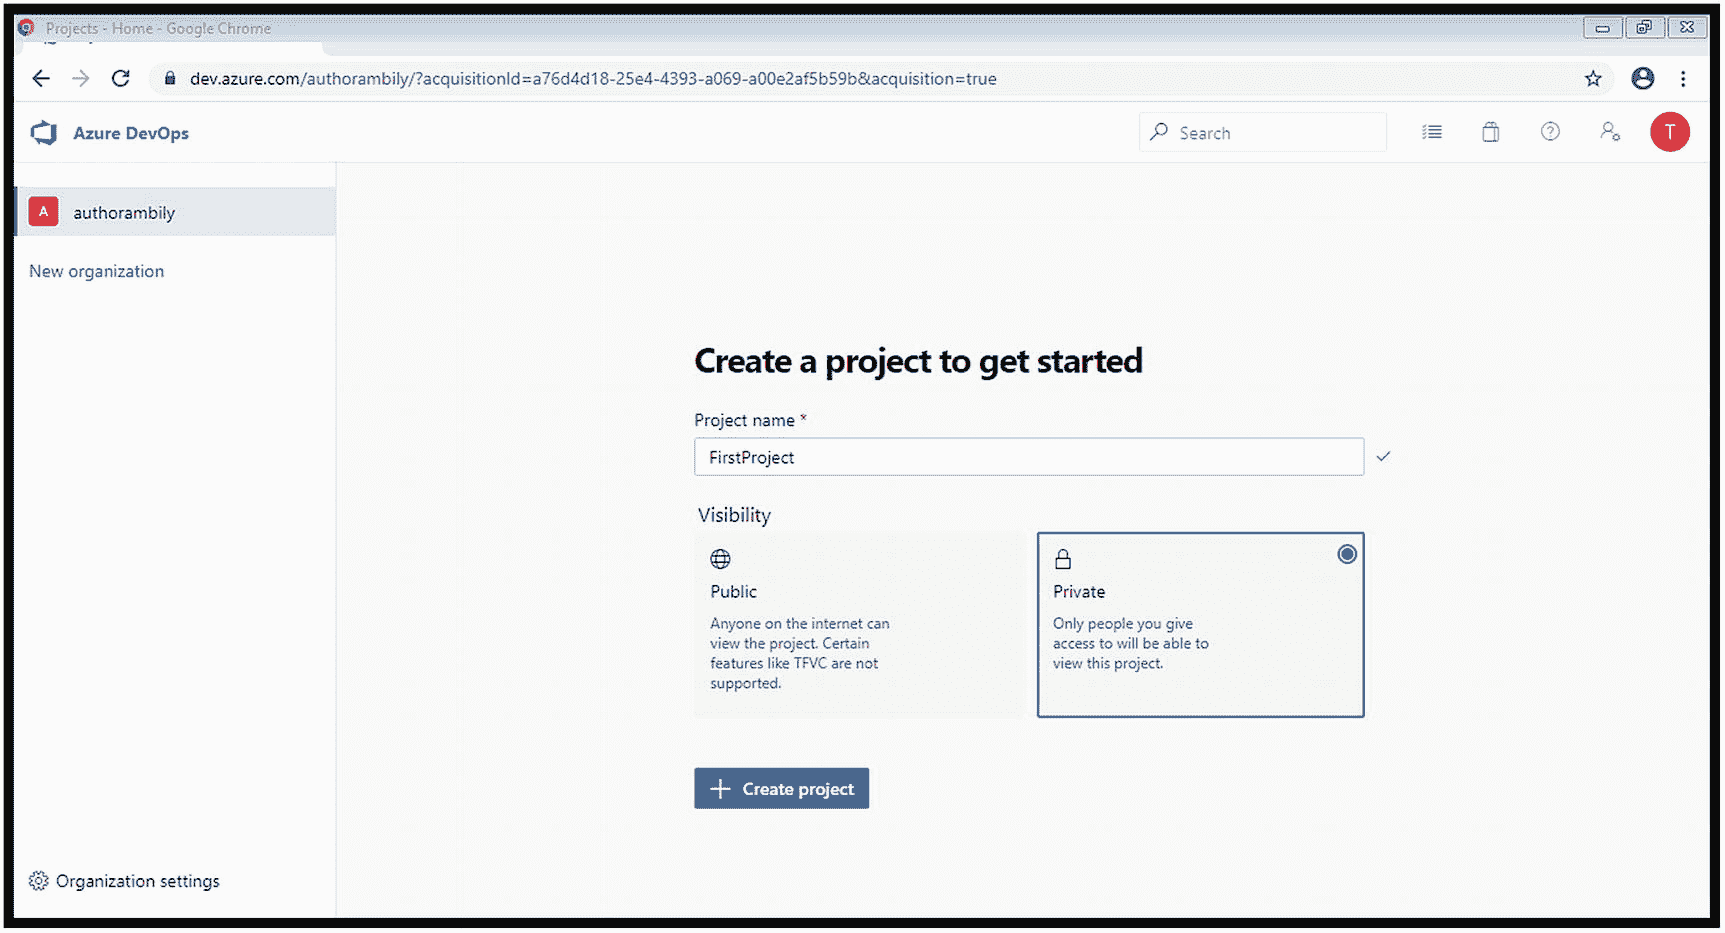 Projects - Home - Google Chrome
dev.azure.com/authorambily/?acquisitionId=a76d4d18-25e4-4393-a069-a00e2af5b59b&acquisition=true
Azure DevOps
Search
T
A authorambily
New organization
Create a project to get started
Project name *
FirstProject
Visibility
Public
Anyone on the internet can
view the project. Certain
features like TFVC are not
supported.
Private
Only people you give
access to will be able to
view this project.
Create project
Organization settings